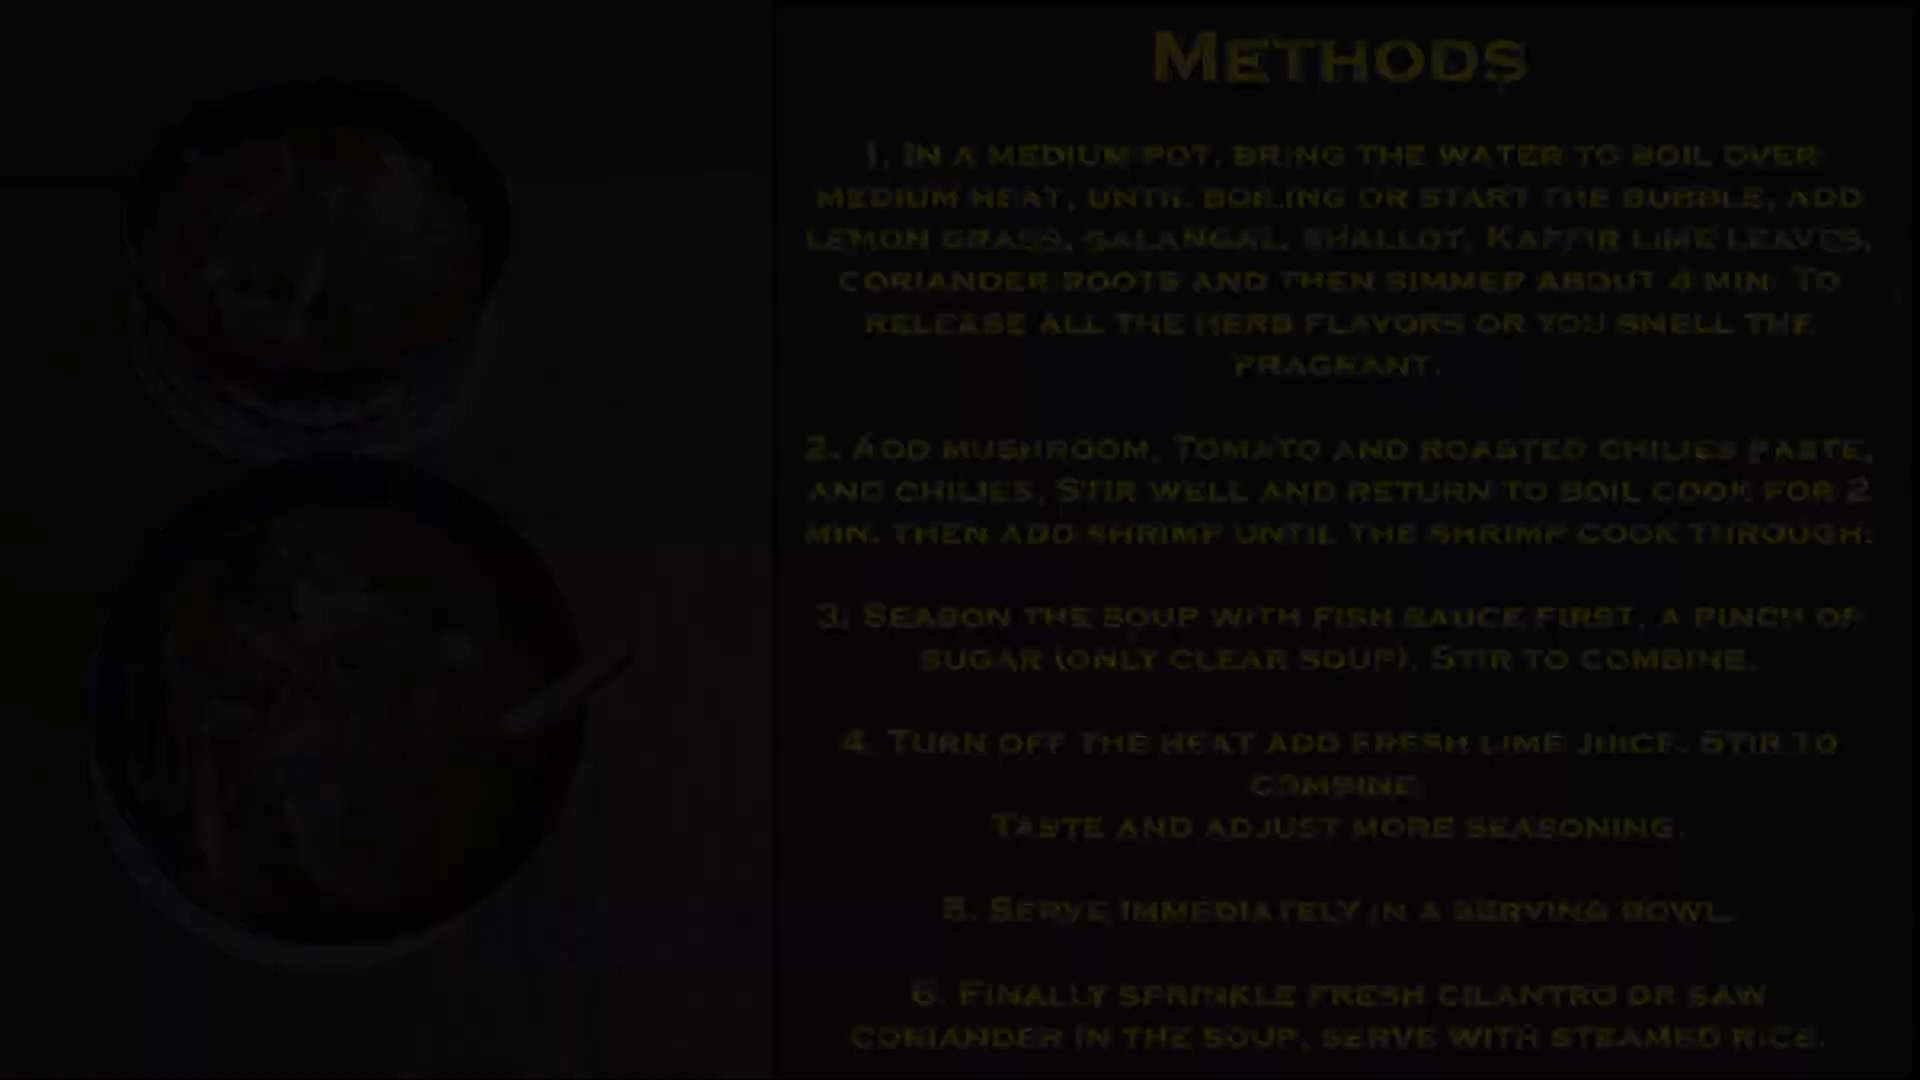 METHODS
1. IN A MEDIUM POT, BRING THE WATER TO BOIL OVER
MEDIUM HEAT, UNTIL BOILING OR START THE BUBBLE, ADD
LEMON GRASS, GALANGAL, SHALLOT, KAFFIR LIME LEAVES,
CORIANDER ROOTS AND THEN SIMMER ABOUT 4 MIN. TO
RELEASE ALL THE HERB FLAVORS OR YOU SMELL THE
FRAGRANT.
2. ADD MUSHROOM, TOMATO AND ROASTED CHILIES PASTE,
AND CHILIES, STIR WELL AND RETURN TO BOIL COOK FOR 2
MIN. THEN ADD SHRIMP UNTIL THE SHRIMP COOK THROUGH.
3. SEASON THE SOUP WITH FISH SAUCE FIRST, A PINCH OF
SUGAR (ONLY CLEAR SOUP), STIR TO COMBINE.
4. TURN OFF THE HEAT ADD FRESH LIME JUICE. STIR TO
COMBINE.
TASTE AND ADJUST MORE SEASONING.
5. SERVE IMMEDIATELY IN A SERVING BOWL.
6. FINALLY SPRINKLE FRESH CILANTRO OR SAW
CORIANDER IN THE SOUP, SERVE WITH STEAMED RICE.